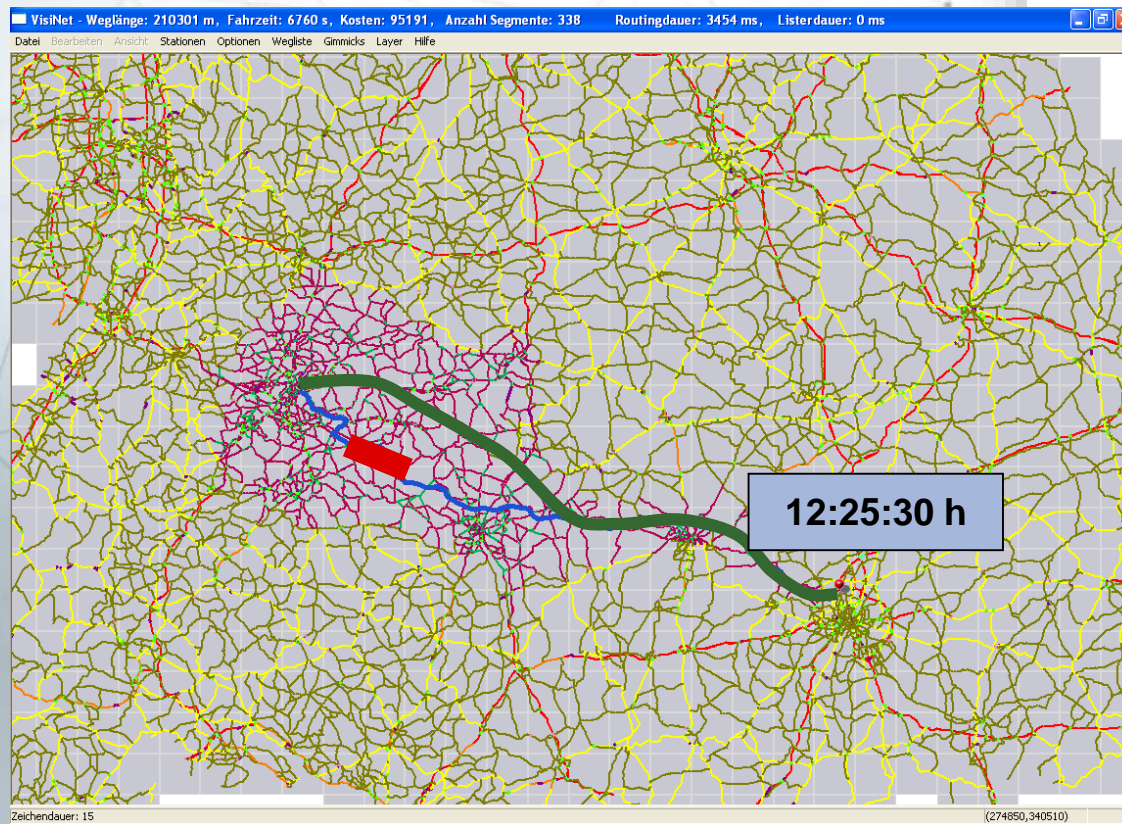 VisiNet - Weglänge: 210301 m, Fahrzeit: 6760 s, Kosten: 95191, Anzahl Segmente: 338 Routingdauer: 3454 ms, Listerdauer: 0 ms
Datei Bearbeiten Ansicht Stationen Optionen Wegliste Gimmicks Layer Hilfe
12:25:30 h
Zeichendauer: 15 (274850,340510)